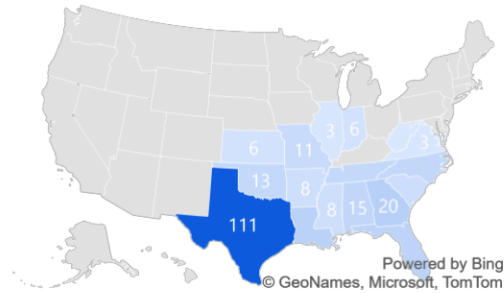 3 6
6 11 3
13 8
8 15 20
111
Powered by Bing
© GeoNames, Microsoft, TomTom